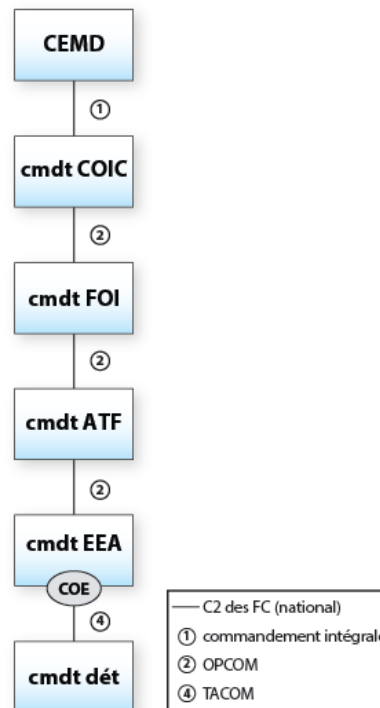 CEMD
①
cmdt COIC
②
cmdt FOI
②
cmdt ATF
②
cmdt EEA
COE
④
cmdt dét
C2 des FC (national)
① commandement intégrale
② OPCOM
④ TACOM